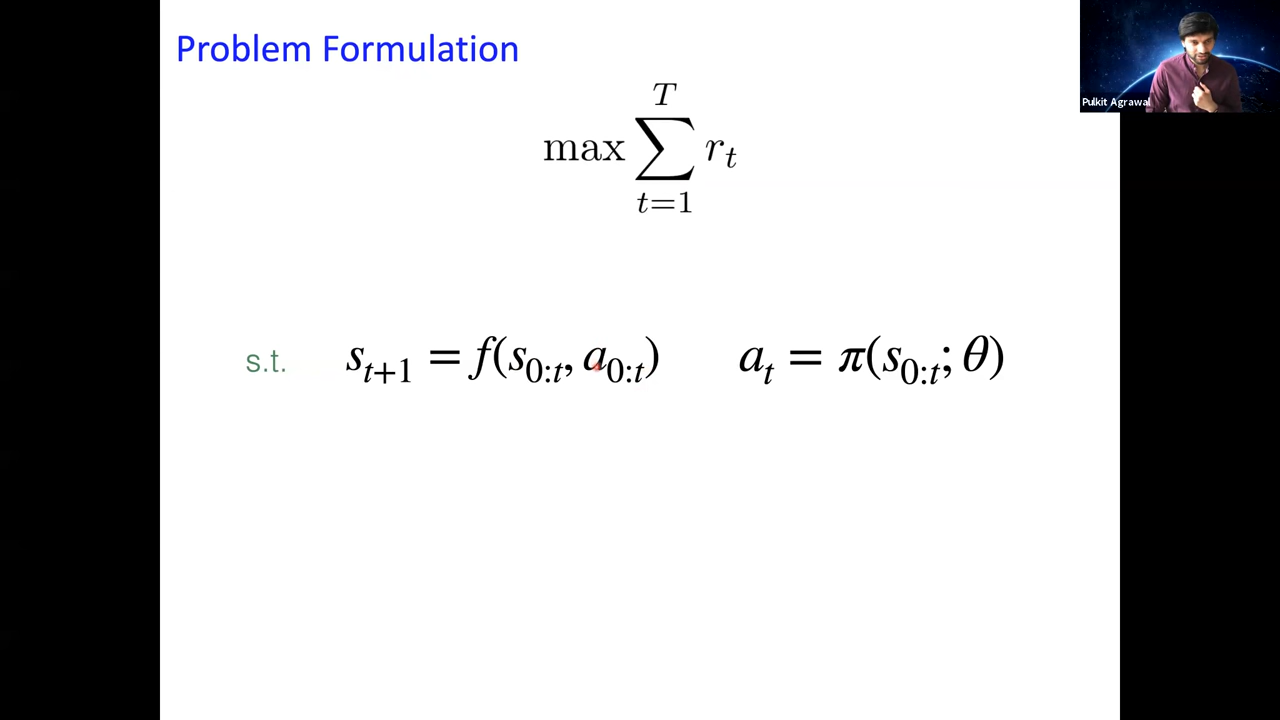 Problem Formulation
Pulkit Agrawal
max ∑_{t=1}^{T} r_t
s.t. s_{t+1} = f(s_{0:t}, a_{0:t}) a_t = π(s_{0:t}; θ)